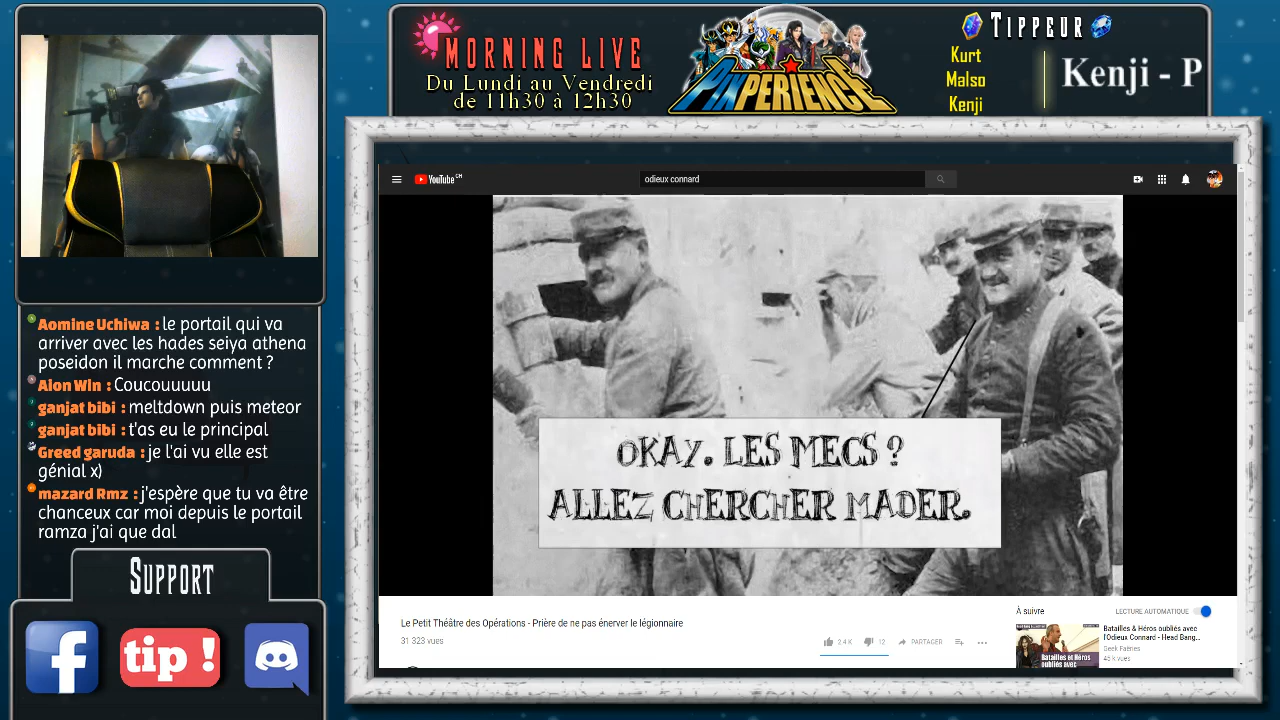 MORNING LIVE
Du Lundi au Vendredi
de 11h30 à 12h30
PINPERIENCE
TIPPEUR
Kurt
Malso
Kenji
Kenji - P
YouTube CH
odieux connard
OKAY. LES MECS ?
ALLEZ CHERCHER MADER.
Le Petit Théâtre des Opérations - Prière de ne pas énerver le légionnaire
31 323 vues
2.4 K
12
PARTAGER
À suivre
LECTURE AUTOMATIQUE
Batailles & Héros oubliés avec
l'Odieux Connard - Head Bang...
Geek Faëries
45 k vues
Batailles et Héros
oubliés avec
Aomine Uchiwa : le portail qui va
arriver avec les hades seiya athena
poseidon il marche comment ?
Aion Win : Coucouuuuu
ganjat bibi : meltdown puis meteor
ganjat bibi : t'as eu le principal
Greed garuda : je l'ai vu elle est
génial x)
mazard Rmz : j'espère que tu va être
chanceux car moi depuis le portail
ramza j'ai que dal
SUPPORT
f
tip !